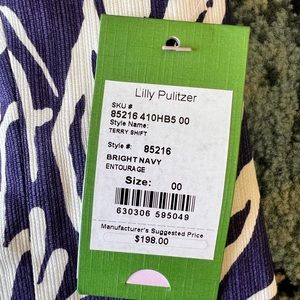 Lilly Pulitzer
SKU #
85216 410HB5 00
Style Name:
TERRY SHIFT
Style #: 85216
BRIGHT NAVY
ENTOURAGE
Size: 00
630306 595049
Manufacturer's Suggested Price
$198.00